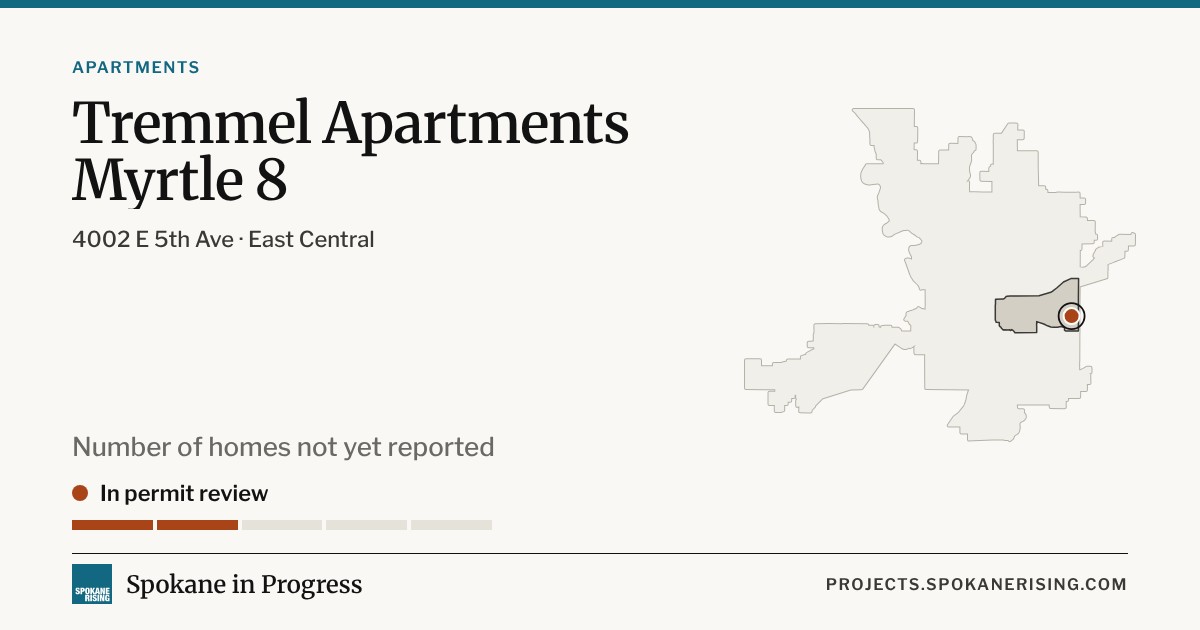 APARTMENTS
Tremmel Apartments
Myrtle 8
4002 E 5th Ave · East Central
Number of homes not yet reported
In permit review
SPOKANE
RISING
Spokane in Progress
PROJECTS.SPOKANERISING.COM